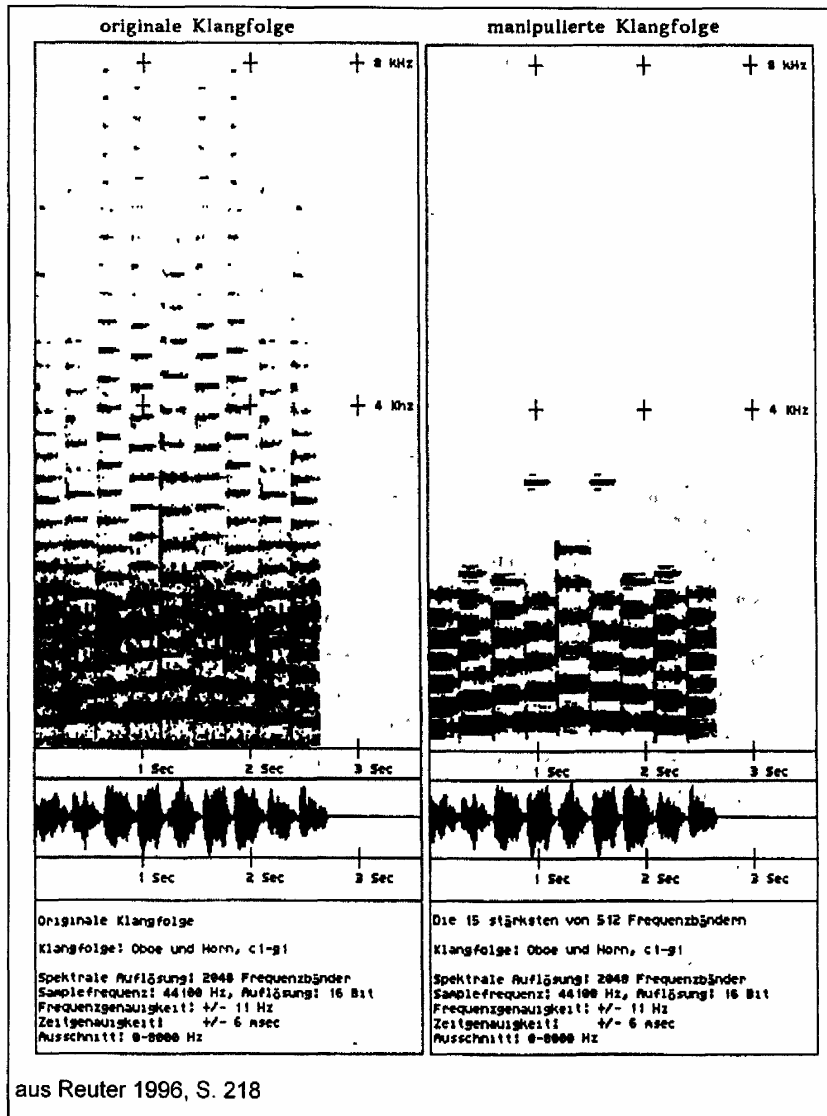 originale Klangfolge
8 kHz
4 Khz
1 Sec 2 Sec 3 Sec
1 Sec 2 Sec 3 Sec
Originale Klangfolge
Klangfolge: Oboe und Horn, c1-g1
Spektrale Auflösung: 2048 Frequenzbänder
Samplefrequenz: 44100 Hz, Auflösung: 16 Bit
Frequenzgenauigkeit: +/- 11 Hz
Zeitgenauigkeit: +/- 6 msec
Ausschnitt: 0-8000 Hz
manipulierte Klangfolge
8 kHz
4 KHz
1 Sec 2 Sec 3 Sec
1 Sec 2 Sec 3 Sec
Die 15 stärksten von 512 Frequenzbändern
Klangfolge: Oboe und Horn, c1-g1
Spektrale Auflösung: 2048 Frequenzbänder
Samplefrequenz: 44100 Hz, Auflösung: 16 Bit
Frequenzgenauigkeit: +/- 11 Hz
Zeitgenauigkeit: +/- 6 msec
Ausschnitt: 0-8000 Hz
aus Reuter 1996, S. 218